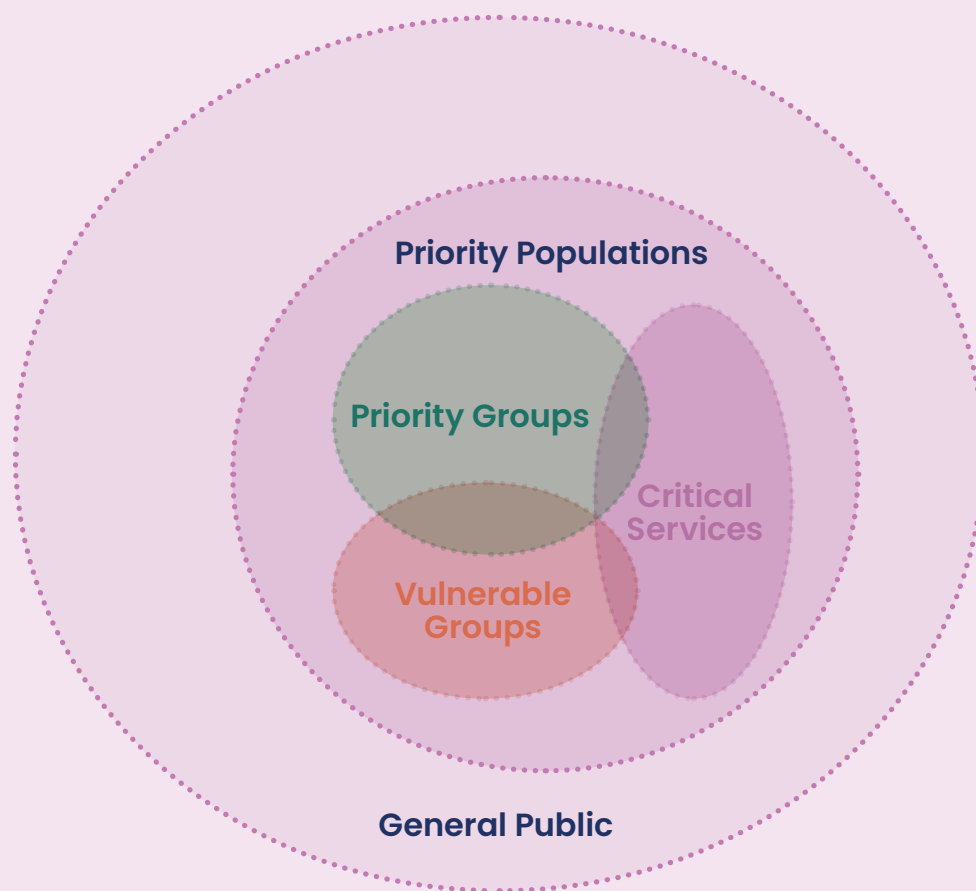 Priority Populations
Priority Groups
Critical
Services
Vulnerable
Groups
General Public